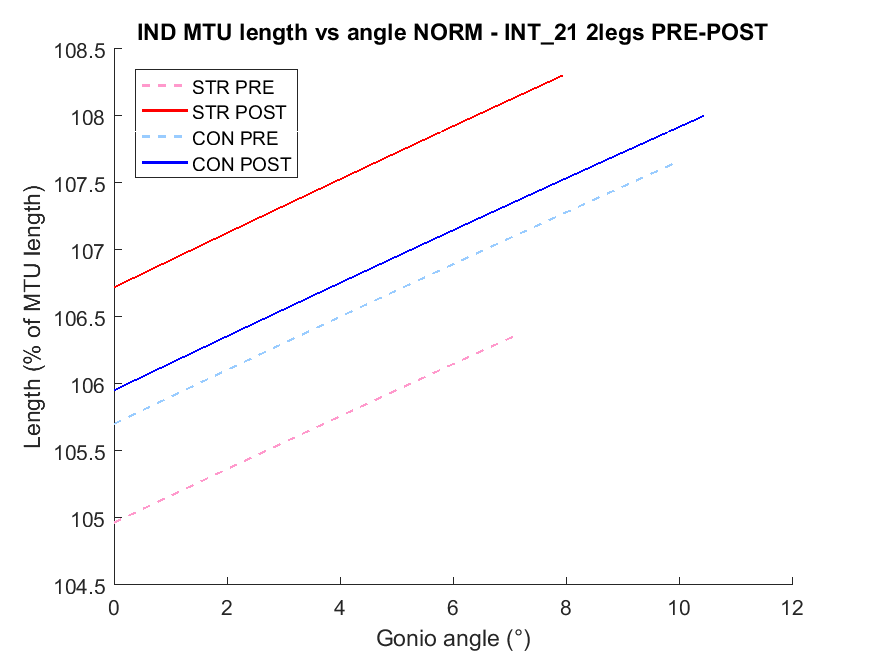 IND MTU length vs angle NORM - INT_21 2legs PRE-POST
108.5
108
107.5
107
106.5
106
105.5
105
104.5
Length (% of MTU length)
STR PRE
STR POST
CON PRE
CON POST
0 2 4 6 8 10 12
Gonio angle (°)